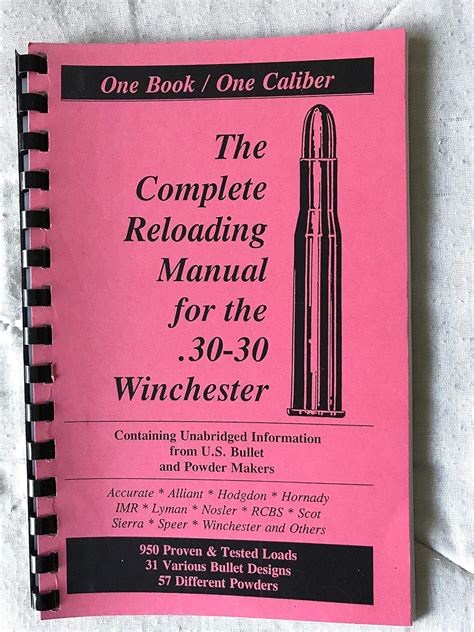 One Book / One Caliber
The
Complete
Reloading
Manual
for the
.30-30
Winchester
Containing Unabridged Information
from U.S. Bullet
and Powder Makers
Accurate * Alliant * Hodgdon * Hornady
IMR * Lyman * Nosler * RCBS * Scot
Sierra * Speer * Winchester and Others
950 Proven & Tested Loads
31 Various Bullet Designs
57 Different Powders